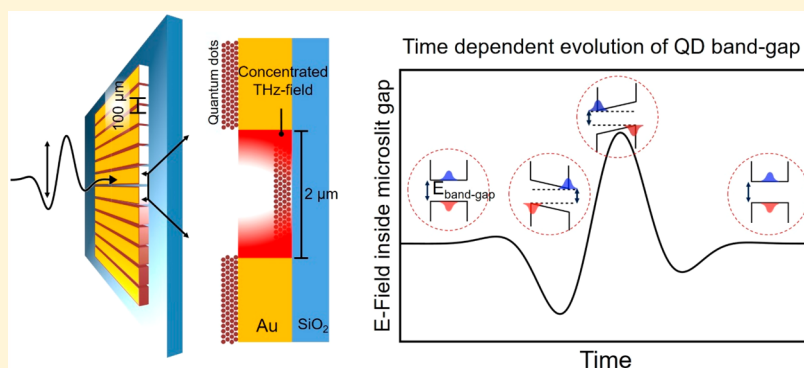 100 μm
Quantum dots
Concentrated
THz-field
2 μm
Au
SiO2
Time dependent evolution of QD band-gap
E-Field inside microslit gap
Eband-gap
Time